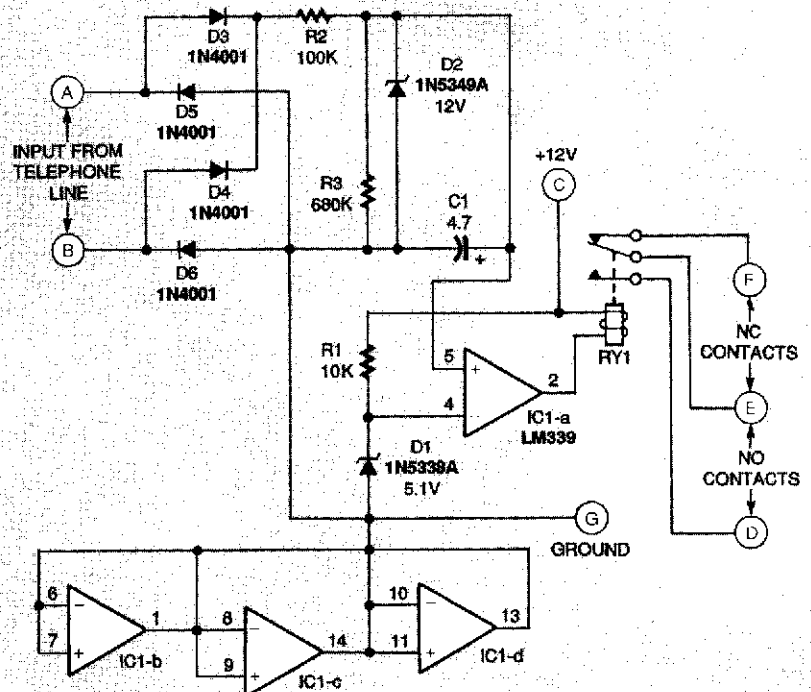 D3
1N4001
R2
100K
D2
1N5349A
12V
A
D5
1N4001
INPUT FROM
TELEPHONE
LINE
D4
1N4001
R3
680K
C1
4.7
+
+12V
C
B
D6
1N4001
F
NC
CONTACTS
R1
10K
RY1
5
+
4
-
2
IC1-a
LM339
E
D1
1N5338A
5.1V
NO
CONTACTS
G
GROUND
D
6
-
7
+
1
IC1-b
8
-
9
+
14
IC1-c
10
-
11
+
13
IC1-d